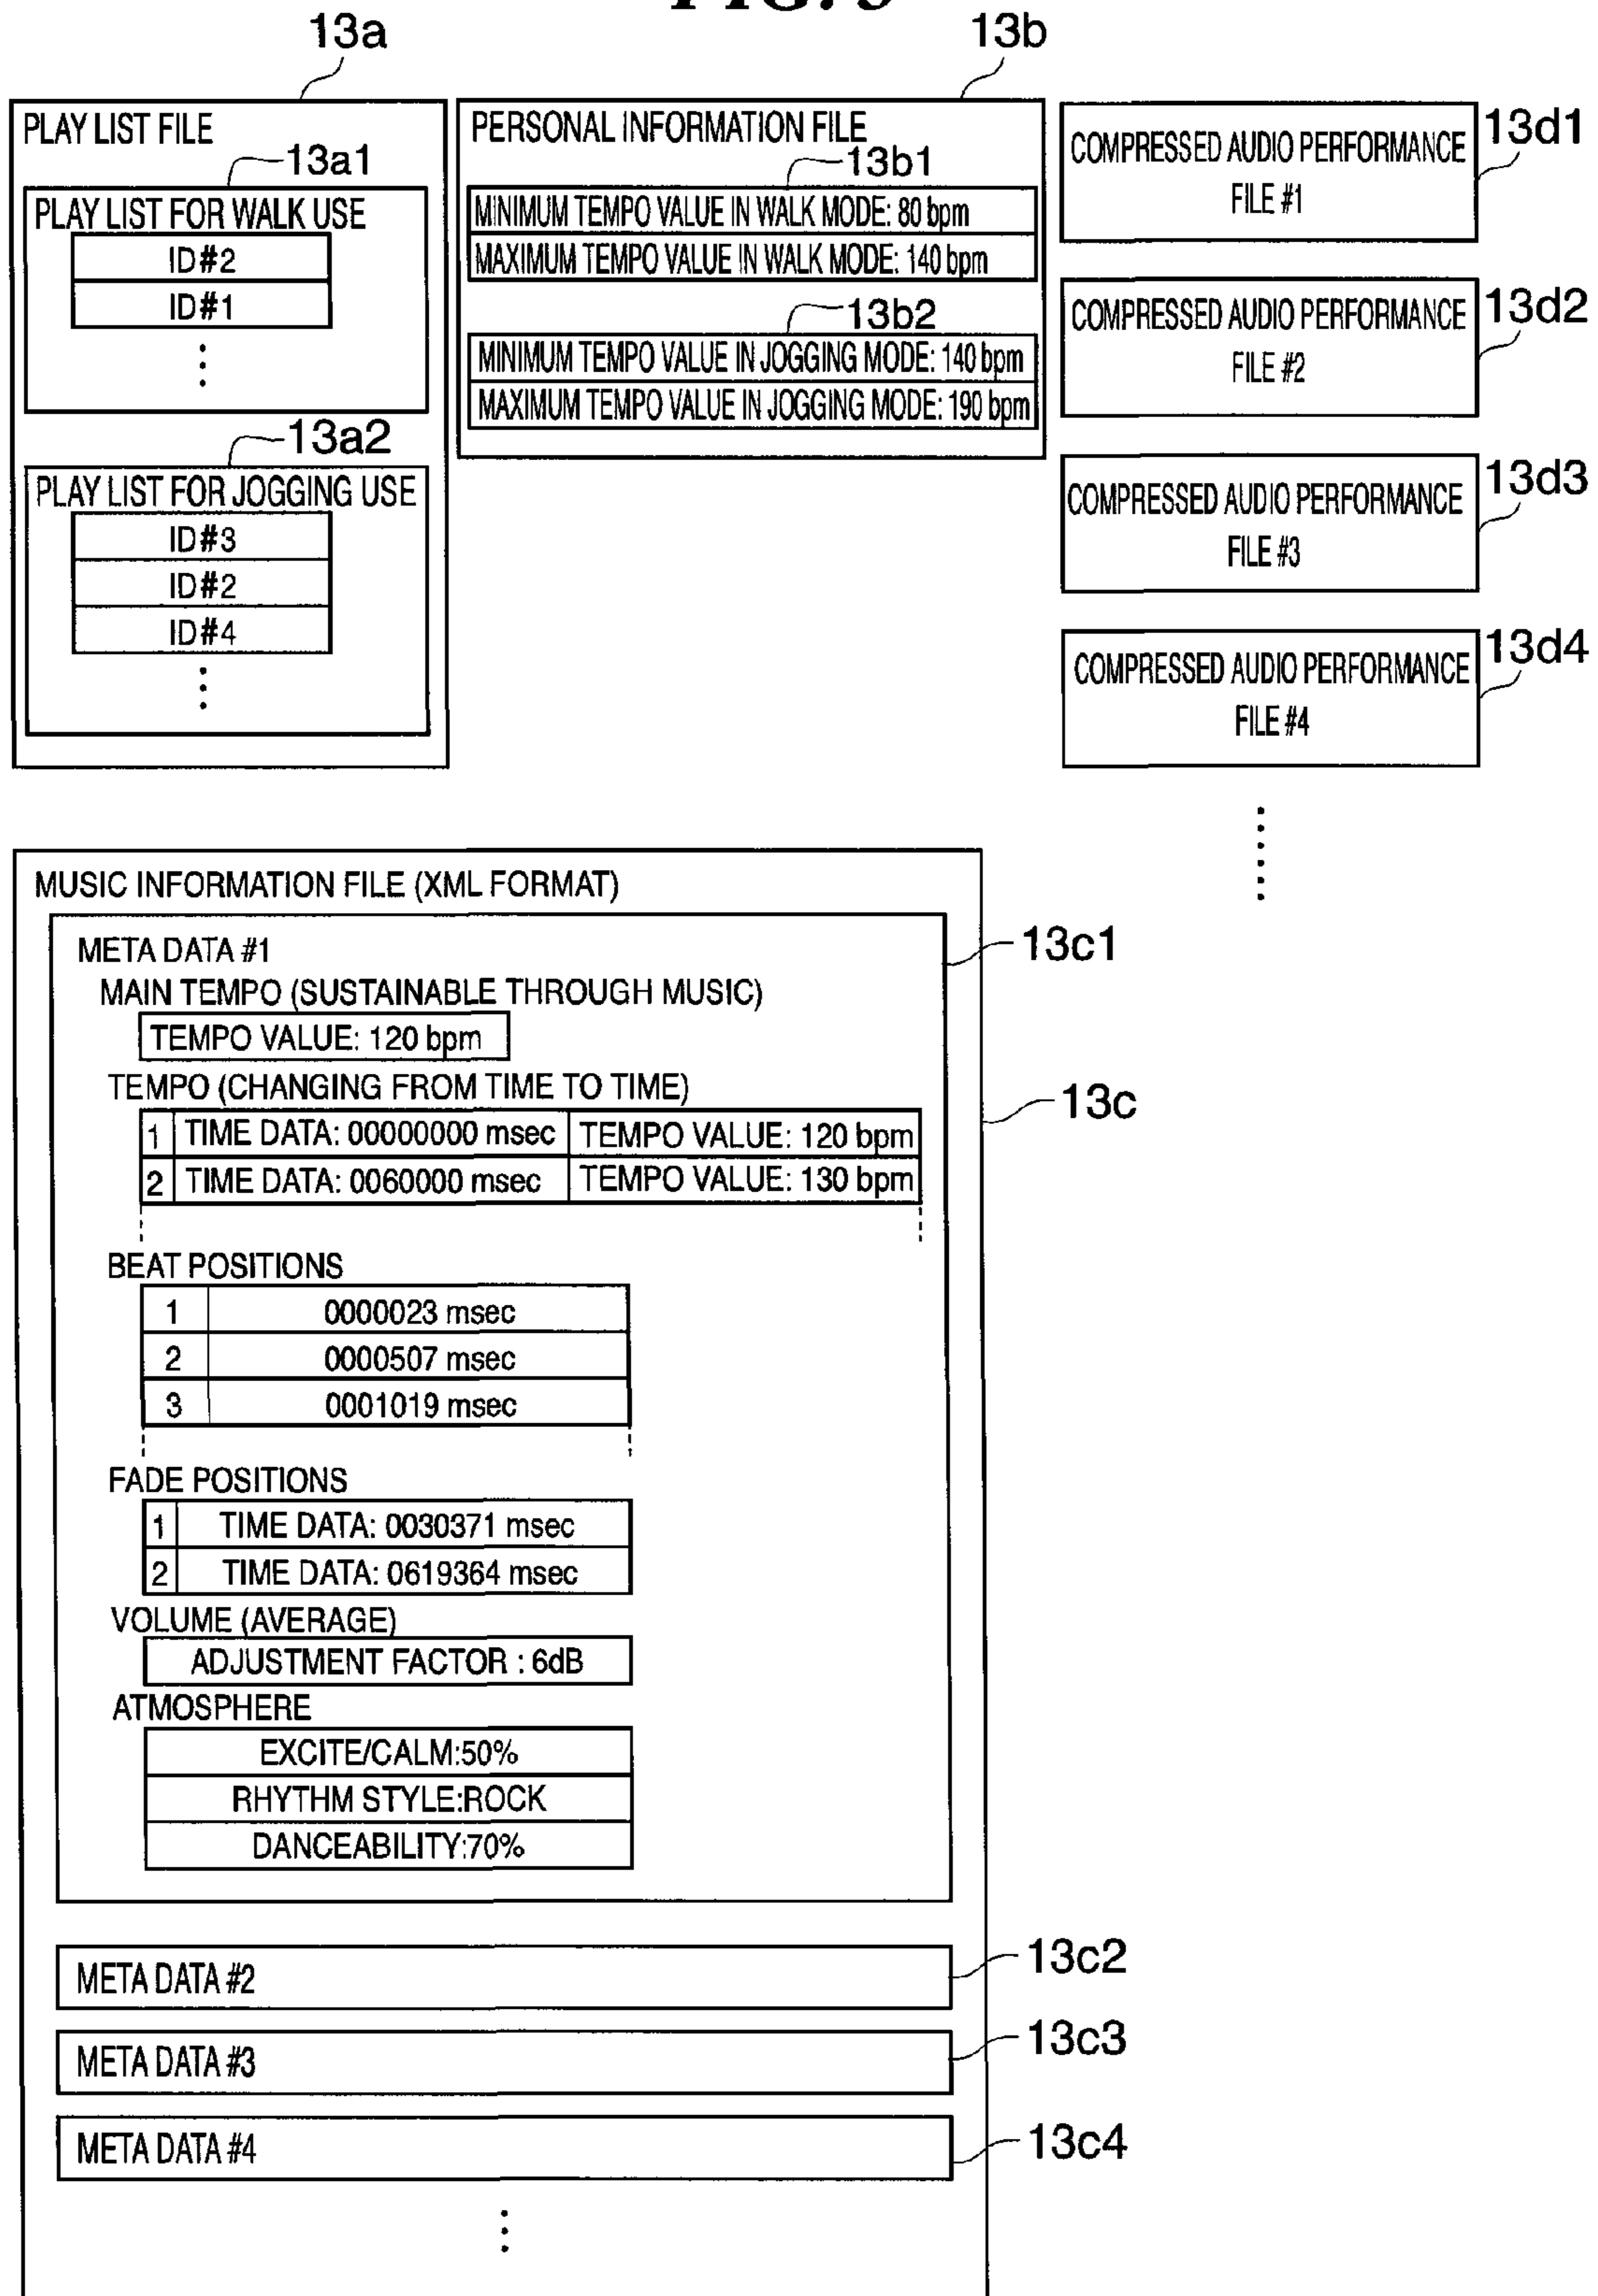 13a
13b
PLAY LIST FILE
13a1
PLAY LIST FOR WALK USE
ID#2
ID#1
13a2
PLAY LIST FOR JOGGING USE
ID#3
ID#2
ID#4
PERSONAL INFORMATION FILE
13b1
MINIMUM TEMPO VALUE IN WALK MODE: 80 bpm
MAXIMUM TEMPO VALUE IN WALK MODE: 140 bpm
13b2
MINIMUM TEMPO VALUE IN JOGGING MODE: 140 bpm
MAXIMUM TEMPO VALUE IN JOGGING MODE: 190 bpm
COMPRESSED AUDIO PERFORMANCE
FILE #1
13d1
COMPRESSED AUDIO PERFORMANCE
FILE #2
13d2
COMPRESSED AUDIO PERFORMANCE
FILE #3
13d3
COMPRESSED AUDIO PERFORMANCE
FILE #4
13d4
MUSIC INFORMATION FILE (XML FORMAT)
META DATA #1
13c1
MAIN TEMPO (SUSTAINABLE THROUGH MUSIC)
TEMPO VALUE: 120 bpm
TEMPO (CHANGING FROM TIME TO TIME)
13c
1 TIME DATA: 00000000 msec TEMPO VALUE: 120 bpm
2 TIME DATA: 0060000 msec TEMPO VALUE: 130 bpm
BEAT POSITIONS
1 0000023 msec
2 0000507 msec
3 0001019 msec
FADE POSITIONS
1 TIME DATA: 0030371 msec
2 TIME DATA: 0619364 msec
VOLUME (AVERAGE)
ADJUSTMENT FACTOR : 6dB
ATMOSPHERE
EXCITE/CALM:50%
RHYTHM STYLE:ROCK
DANCEABILITY:70%
META DATA #2
13c2
META DATA #3
13c3
META DATA #4
13c4